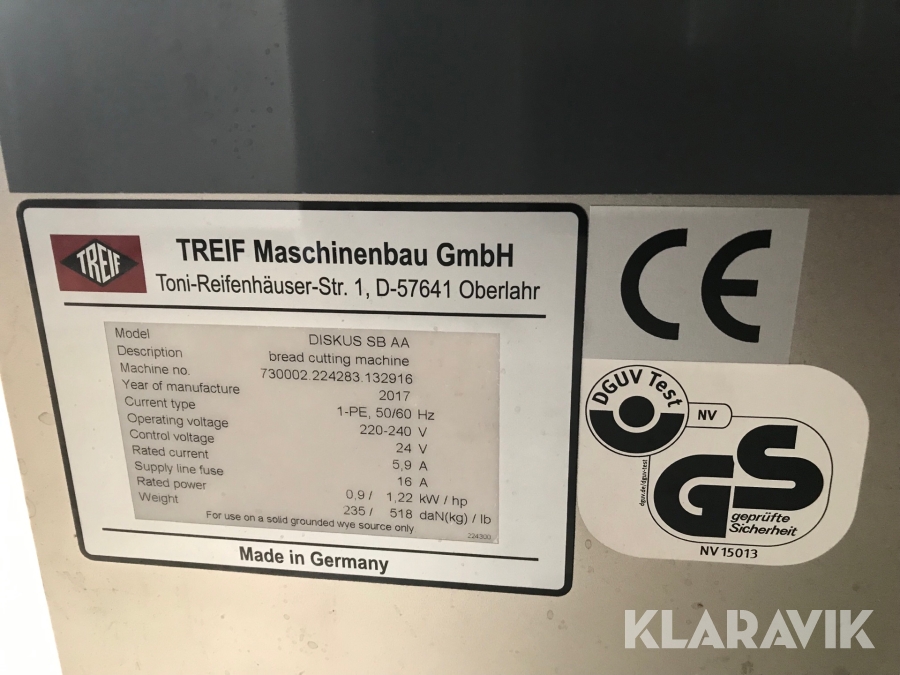 TREIF
TREIF Maschinenbau GmbH
Toni-Reifenhäuser-Str. 1, D-57641 Oberlahr
Model DISKUS SB AA
Description bread cutting machine
Machine no. 730002.224283.132916
Year of manufacture 2017
Current type 1-PE, 50/60 Hz
Operating voltage 220-240 V
Control voltage 24 V
Rated current 5,9 A
Supply line fuse 16 A
Rated power 0,9 / 1,22 kW / hp
Weight 235 / 518 daN(kg) / lb
For use on a solid grounded wye source only
224300
Made in Germany
CE
DGUV Test
NV
dguv.de/dguv-test
GS
geprüfte
Sicherheit
NV 15013
KLARAVIK